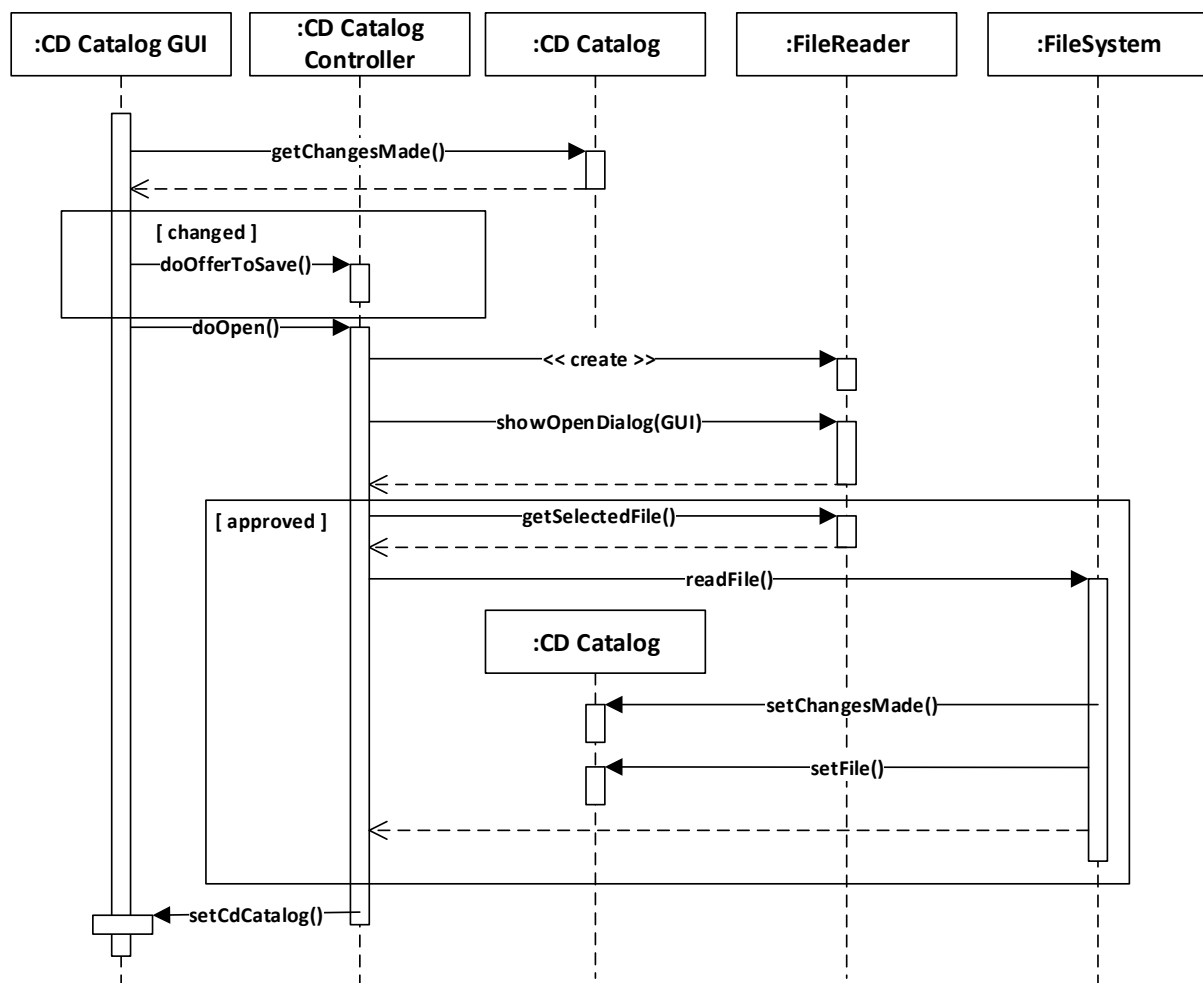 :CD Catalog GUI
:CD Catalog
Controller
:CD Catalog
:FileReader
:FileSystem
getChangesMade()
[ changed ]
doOfferToSave()
doOpen()
<< create >>
showOpenDialog(GUI)
[ approved ]
getSelectedFile()
readFile()
:CD Catalog
setChangesMade()
setFile()
setCdCatalog()